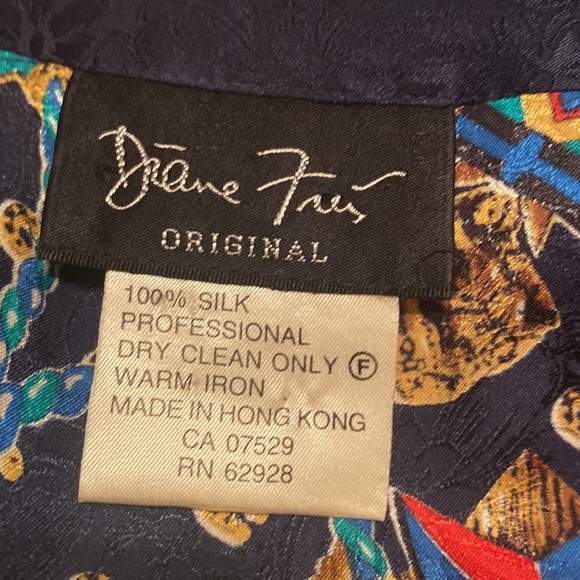 Diane Freis
ORIGINAL
100% SILK
PROFESSIONAL
DRY CLEAN ONLY Ⓕ
WARM IRON
MADE IN HONG KONG
CA 07529
RN 62928